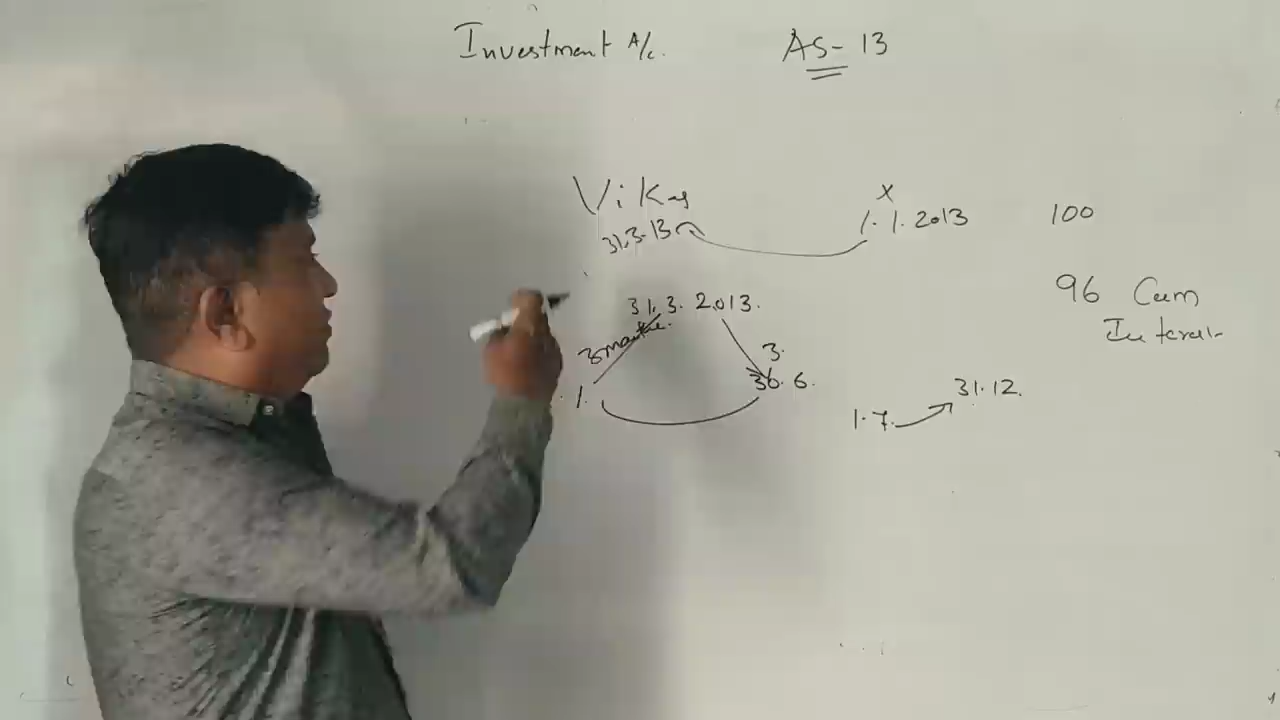 Investment A/c. AS- 13
Vikas
X
31.3.13 1.1.2013 100
31.3.2013.
96 Cum
3 months.
3.
30.6.
1.
31.12.
1.7.